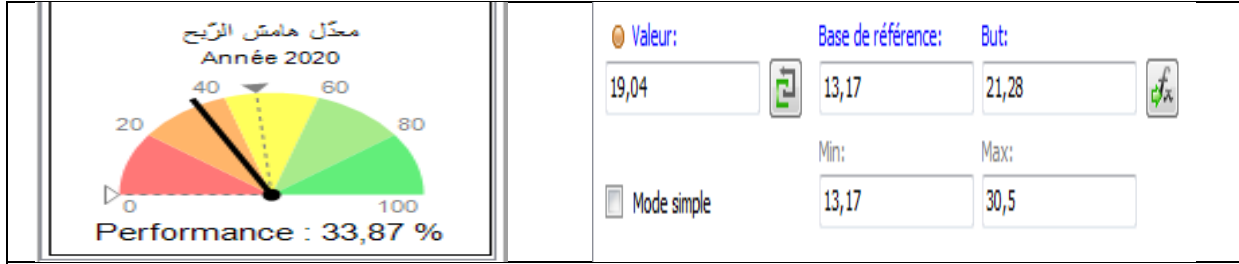 معدّل هامش الرّبح
Année 2020
40 60
20 80
0 100
Performance : 33,87 %
Valeur: Base de référence: But:
19,04 13,17 21,28
Min: Max:
Mode simple 13,17 30,5